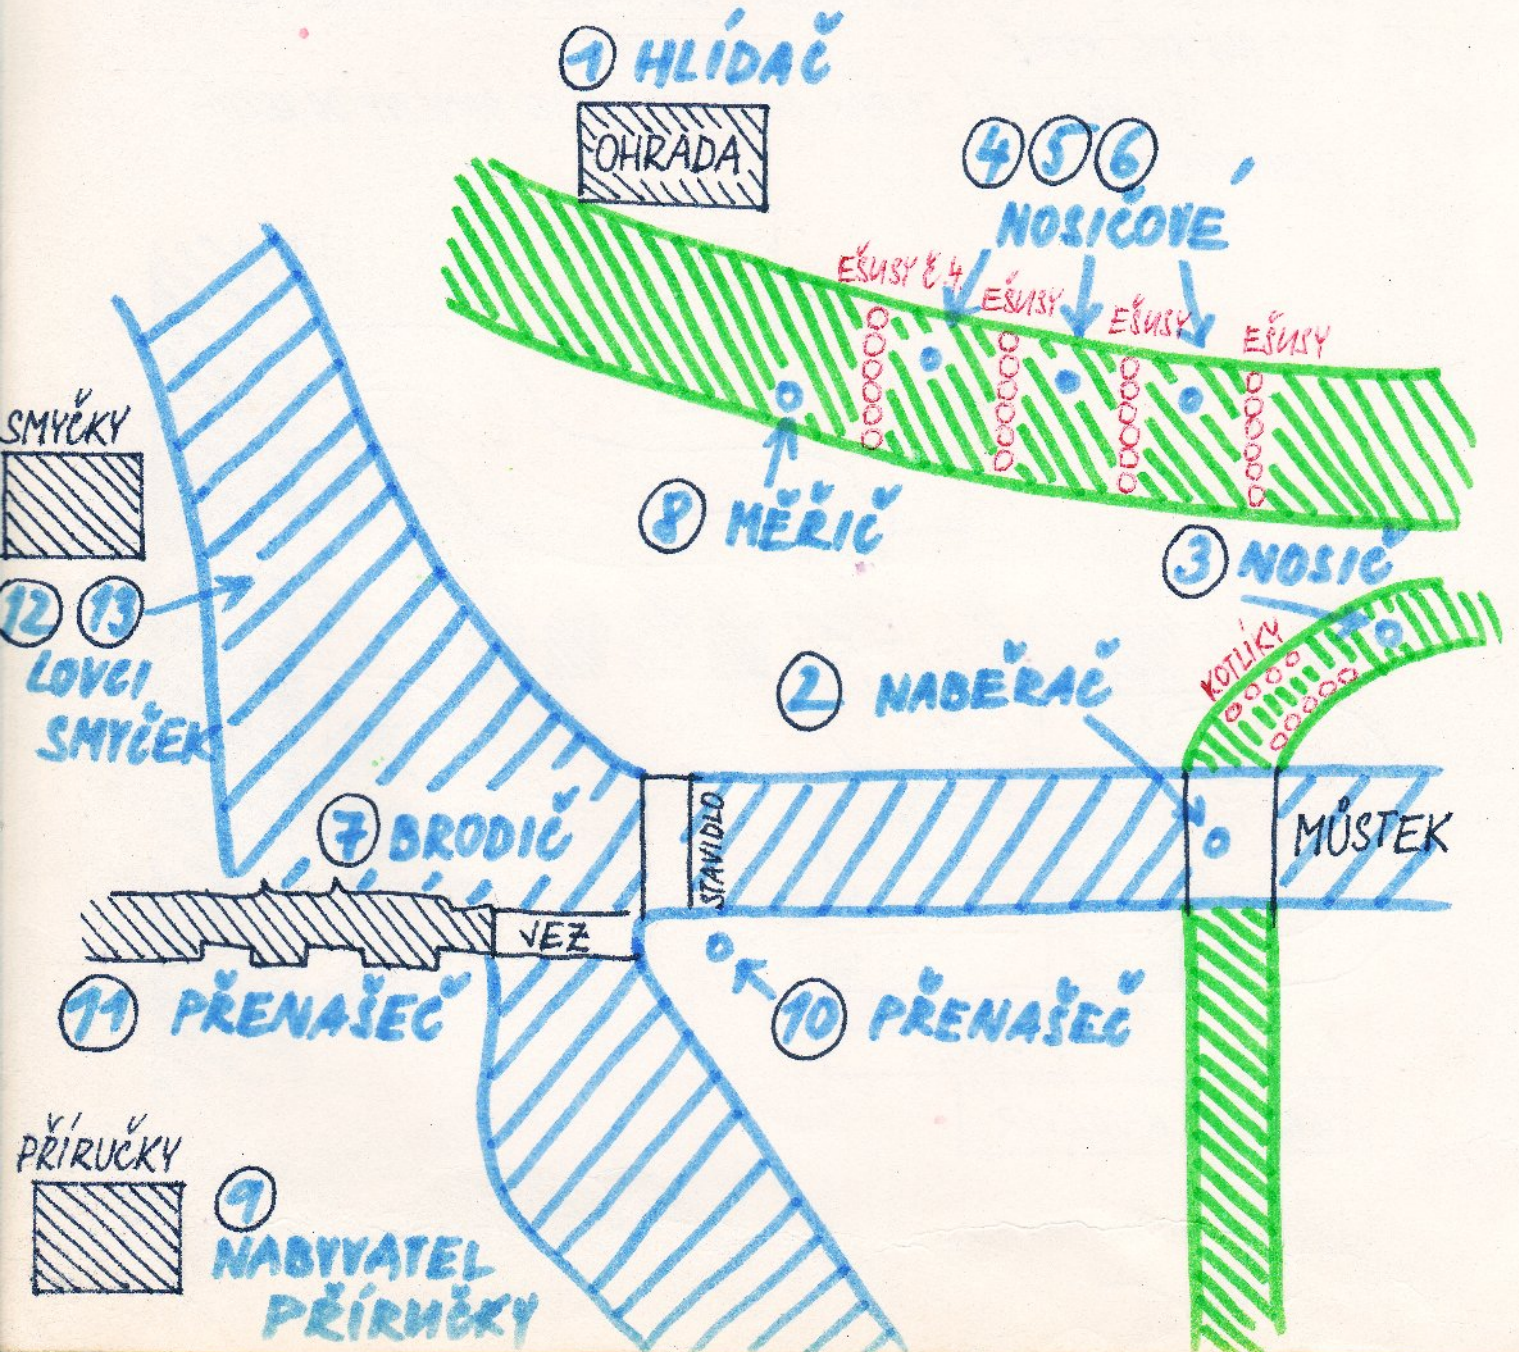 1 HLÍDAČ
OHRADA
4 5 6
NOSIČOVÉ
EŠUSY Č.4
EŠUSY
EŠUSY
EŠUSY
SMYČKY
8 MĚŘIČ
3 NOSIČ
12 13
LOVCI
SMYČEK
KOTLÍKY
2 NABĚRAČ
7 BRODIČ
STAVIDLO
MŮSTEK
VEZ
11 PŘENAŠEČ
10 PŘENAŠEČ
PŘÍRUČKY
9
NABYVATEL
PŘÍRUČKY